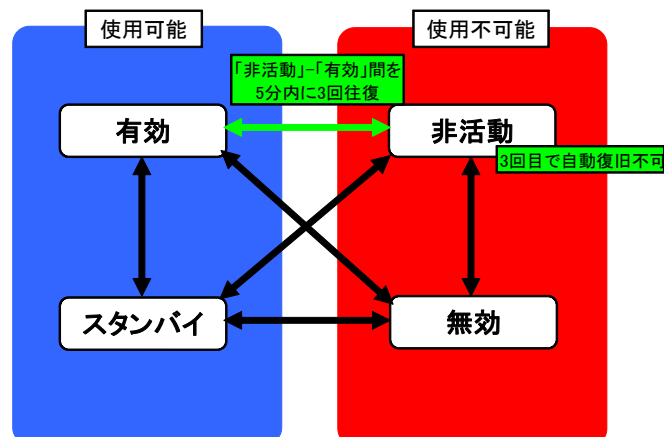 使用可能
使用不可能
「非活動」-「有効」間を
5分内に3回往復
有効
非活動
3回目で自動復旧不可
スタンバイ
無効